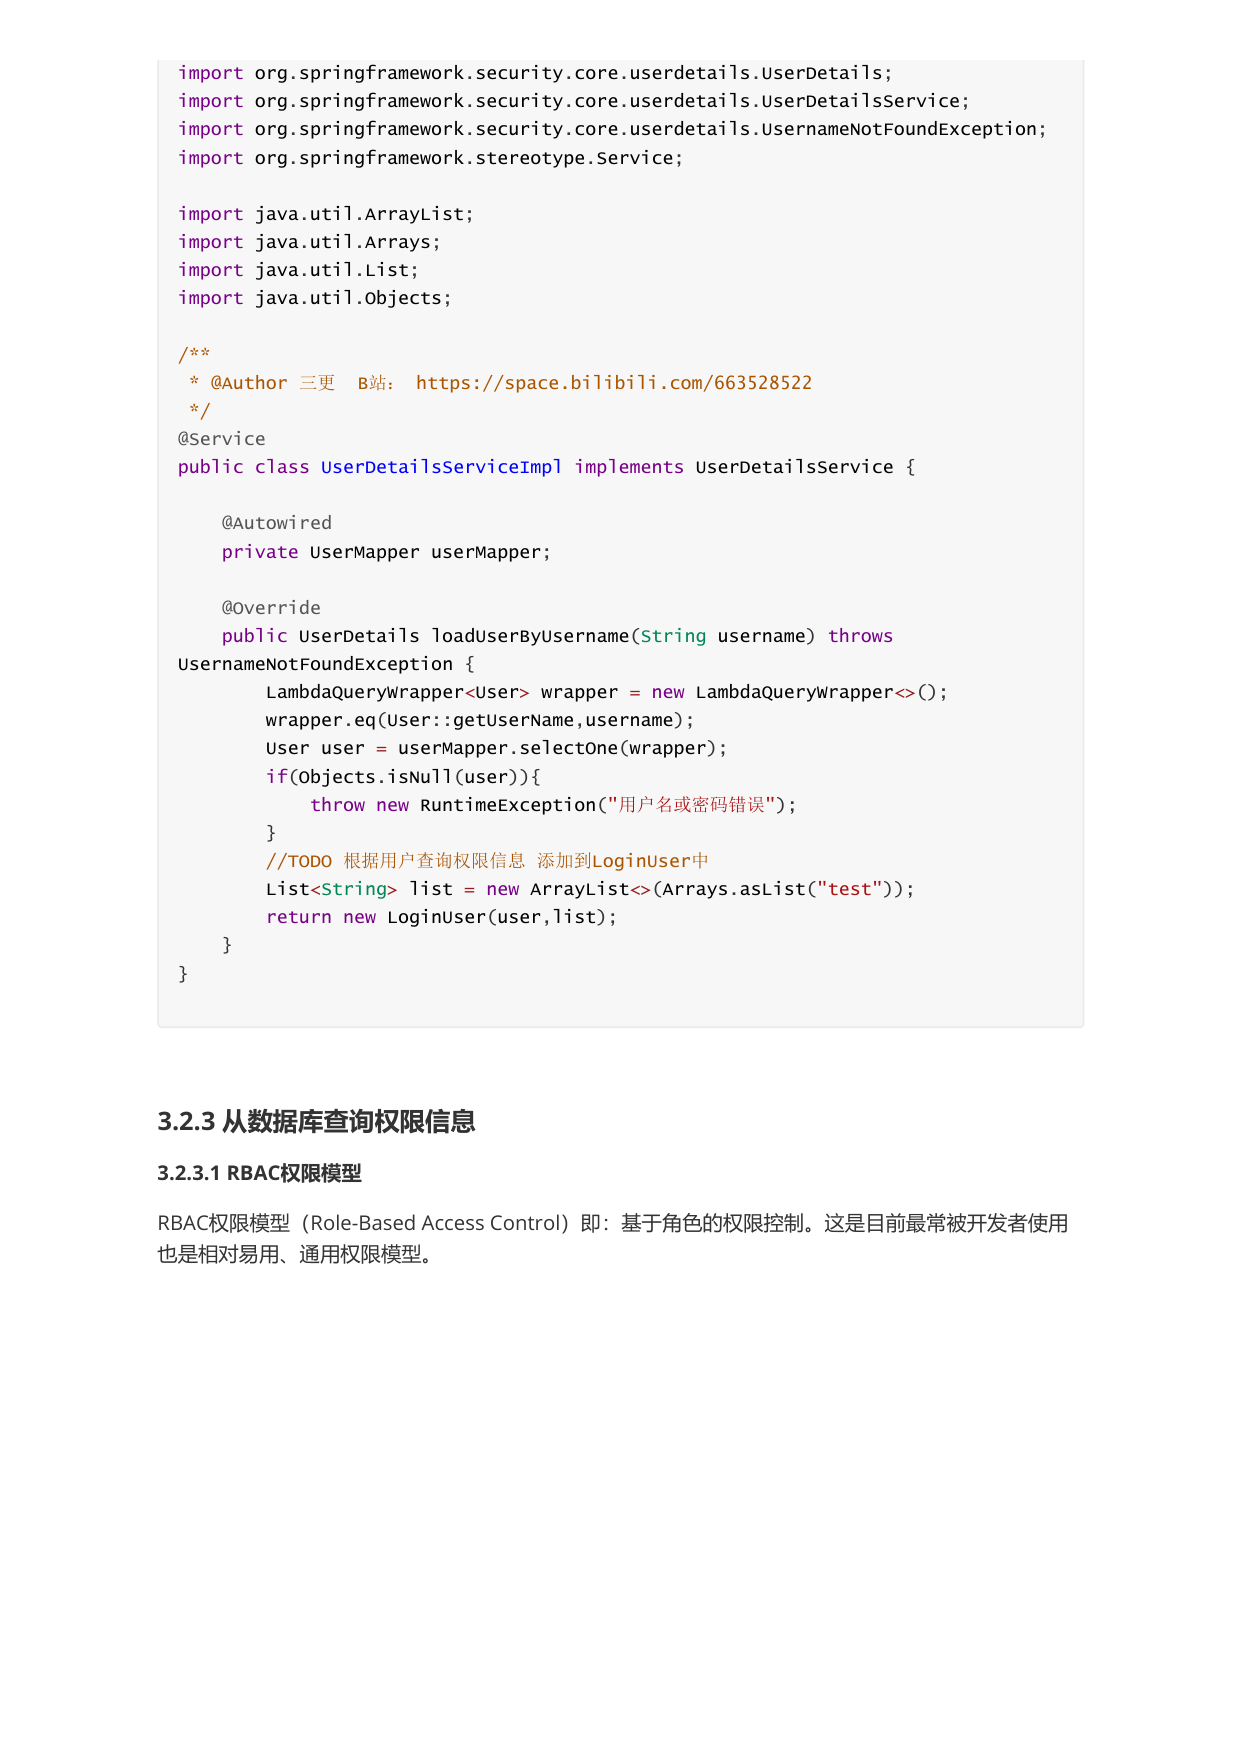 import org.springframework.security.core.userdetails.UserDetails;
import org.springframework.security.core.userdetails.UserDetailsService;
import org.springframework.security.core.userdetails.UsernameNotFoundException;
import org.springframework.stereotype.Service;

import java.util.ArrayList;
import java.util.Arrays;
import java.util.List;
import java.util.Objects;

/**
 * @Author 三更  B站： https://space.bilibili.com/663528522
 */
@Service
public class UserDetailsServiceImpl implements UserDetailsService {

    @Autowired
    private UserMapper userMapper;

    @Override
    public UserDetails loadUserByUsername(String username) throws
UsernameNotFoundException {
        LambdaQueryWrapper<User> wrapper = new LambdaQueryWrapper<>();
        wrapper.eq(User::getUserName,username);
        User user = userMapper.selectOne(wrapper);
        if(Objects.isNull(user)){
            throw new RuntimeException("用户名或密码错误");
        }
        //TODO 根据用户查询权限信息 添加到LoginUser中
        List<String> list = new ArrayList<>(Arrays.asList("test"));
        return new LoginUser(user,list);
    }
}

3.2.3 从数据库查询权限信息
3.2.3.1 RBAC权限模型
RBAC权限模型（Role-Based Access Control）即：基于角色的权限控制。这是目前最常被开发者使用
也是相对易用、通用权限模型。